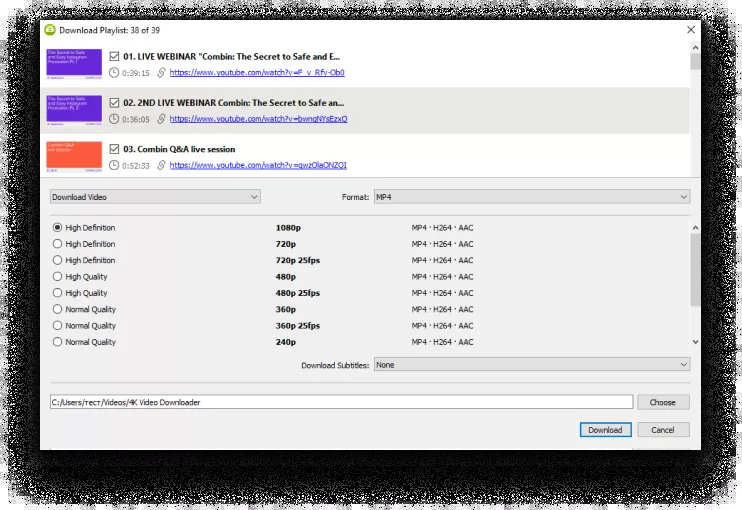 Download Playlist: 38 of 39
The Secret to Safe
and Easy Instagram
Promotion Pt. 1
01. LIVE WEBINAR "Combin: The Secret to Safe and E...
0:39:15 https://www.youtube.com/watch?v=F_v_Rfv-Ob0
The Secret to Safe
and Easy Instagram
Promotion Pt. 2
02. 2ND LIVE WEBINAR Combin: The Secret to Safe an...
0:36:05 https://www.youtube.com/watch?v=bwnqNYsEzxQ
Combin Q&A
live session
03. Combin Q&A live session
0:52:33 https://www.youtube.com/watch?v=qwzOlaONZQI
Download Video Format: MP4
High Definition 1080p MP4 · H264 · AAC
High Definition 720p MP4 · H264 · AAC
High Definition 720p 25fps MP4 · H264 · AAC
High Quality 480p MP4 · H264 · AAC
High Quality 480p 25fps MP4 · H264 · AAC
Normal Quality 360p MP4 · H264 · AAC
Normal Quality 360p 25fps MP4 · H264 · AAC
Normal Quality 240p MP4 · H264 · AAC
Download Subtitles: None
C:/Users/тест/Videos/4K Video Downloader Choose
Download Cancel